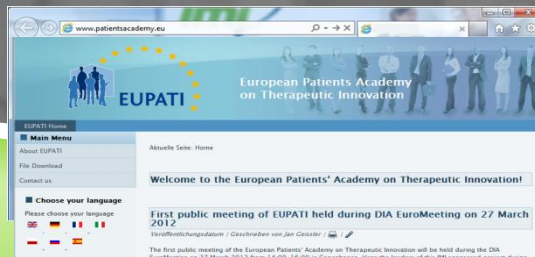 www.patientsacademy.eu
EUPATI
European Patients Academy
on Therapeutic Innovation
EUPATI Home
Main Menu
About EUPATI
File Download
Contact us
Choose your language
Please choose your language
Aktuelle Seite: Home
Welcome to the European Patients' Academy on Therapeutic Innovation!
First public meeting of EUPATI held during DIA EuroMeeting on 27 March
2012
Veröffentlichungsdatum | Geschrieben von Jan Geissler |
The first public meeting of the European Patients' Academy on Therapeutic Innovation will be held during the DIA